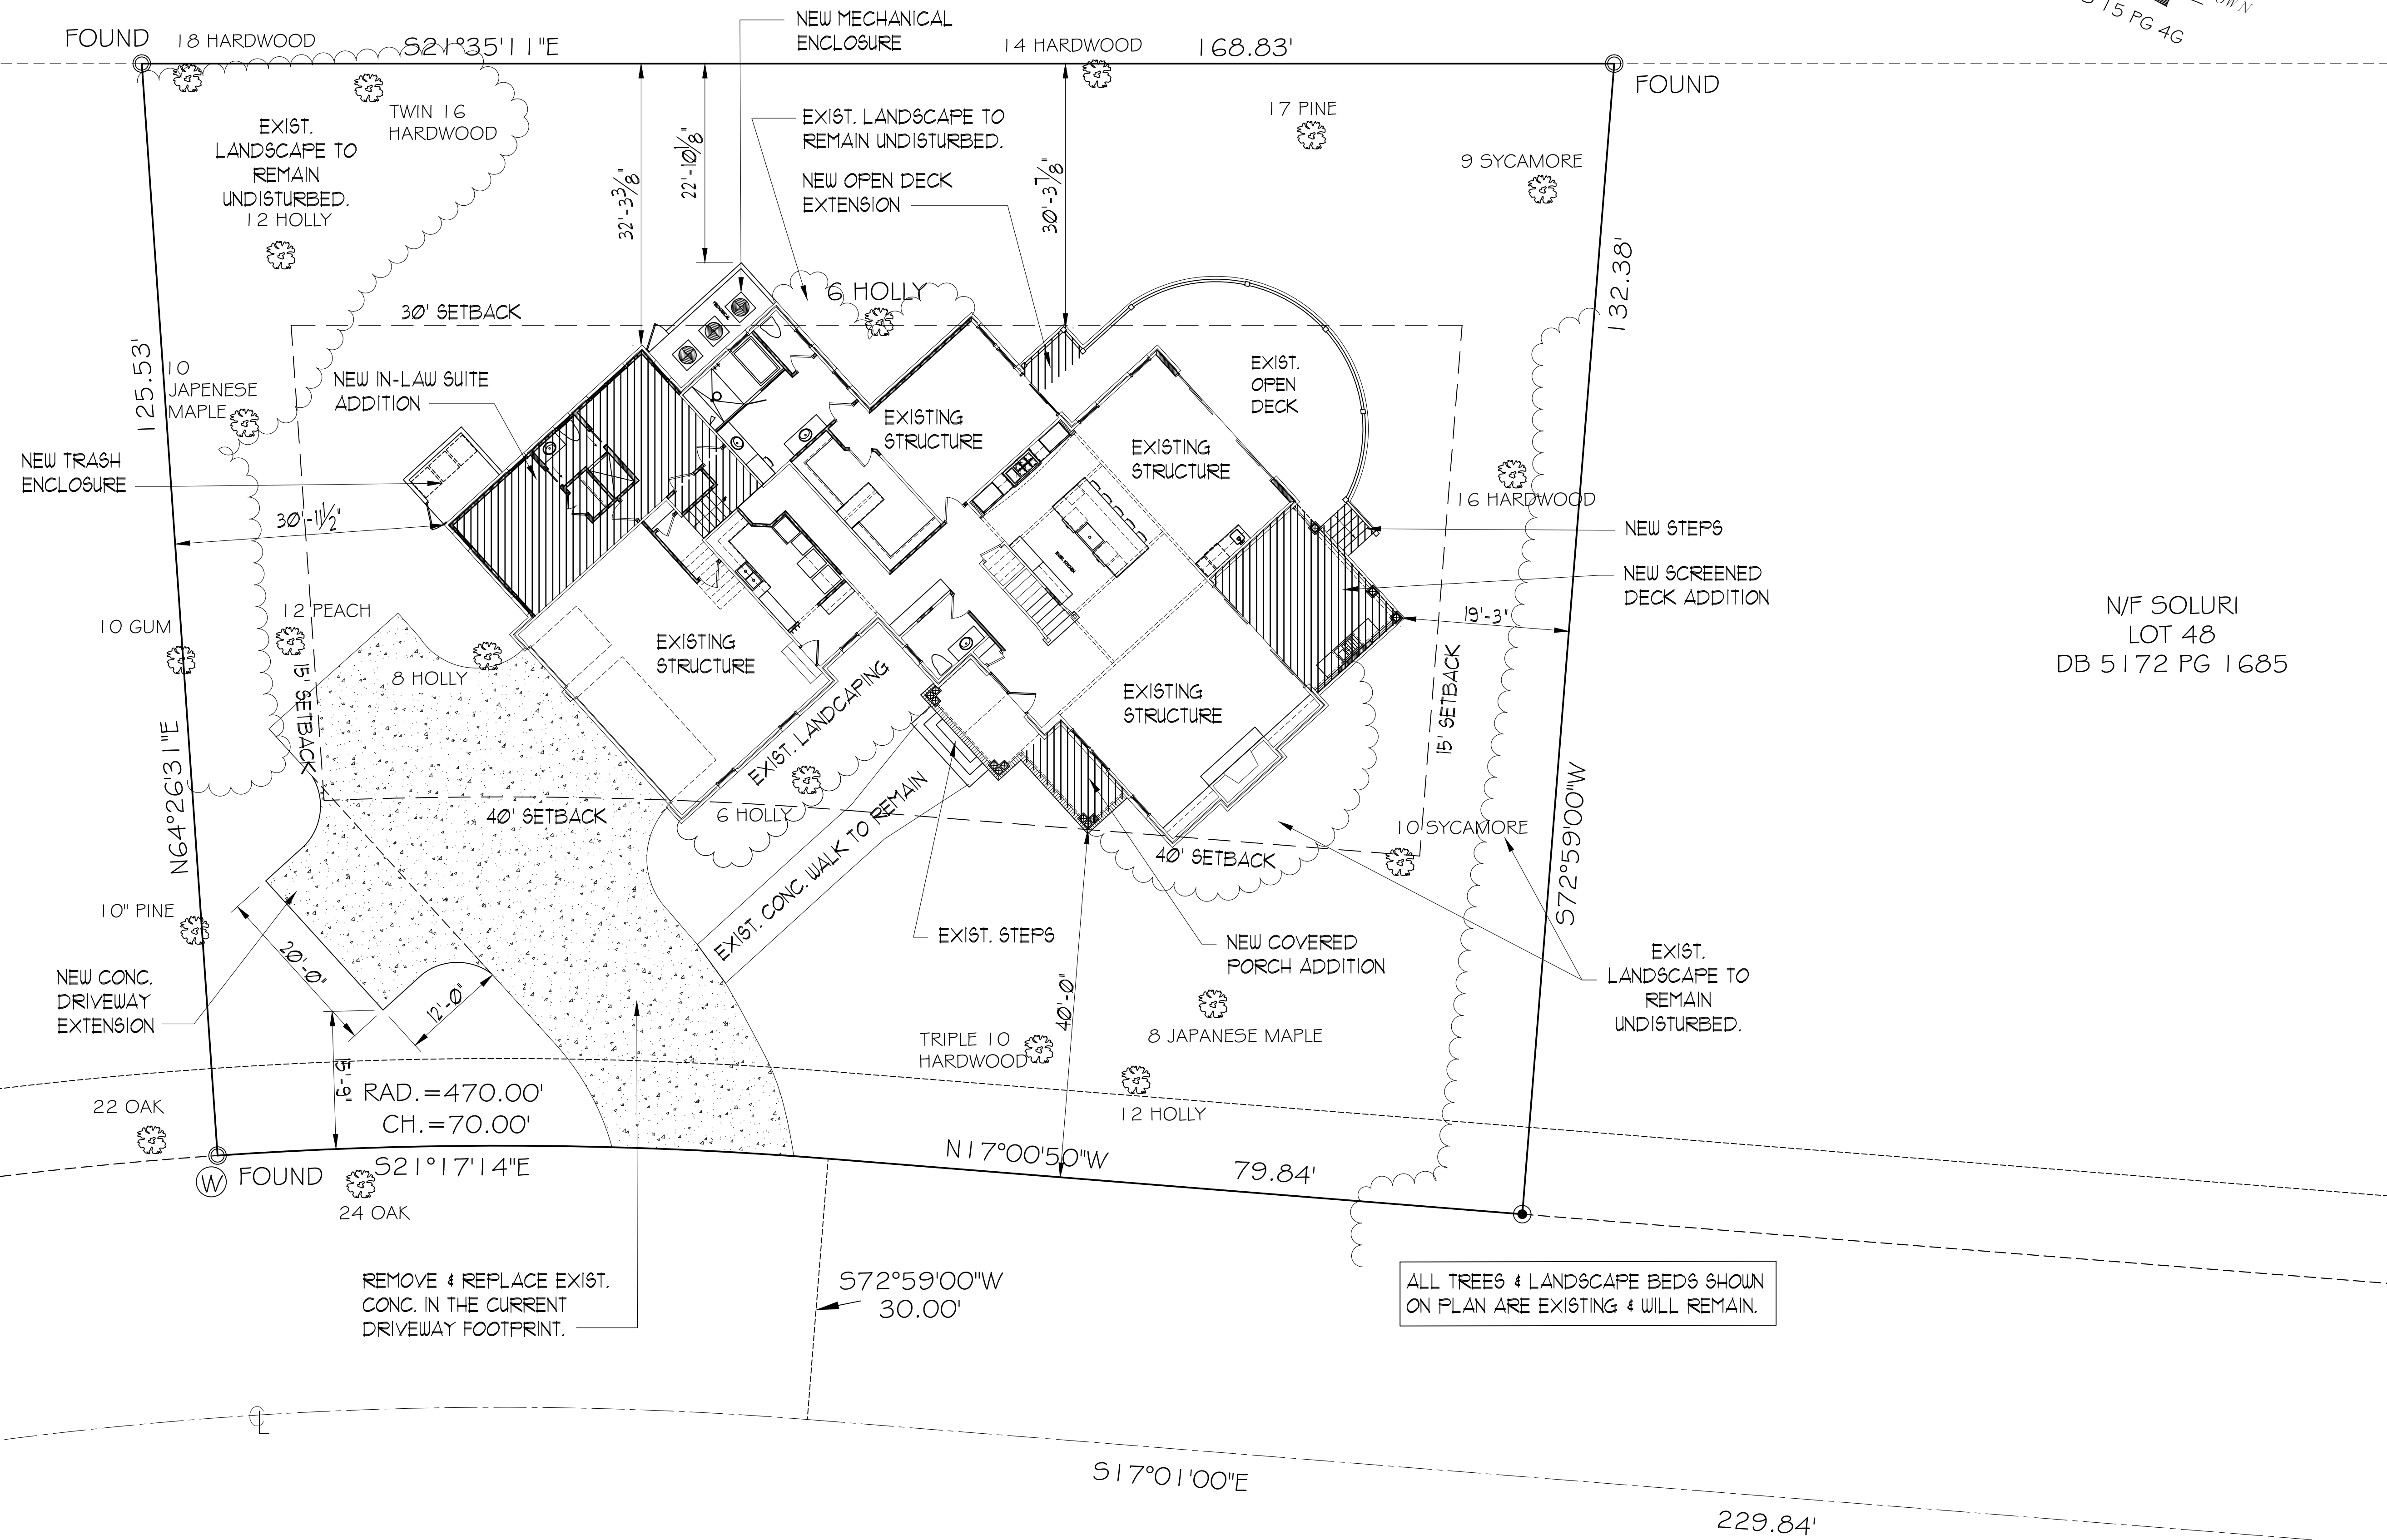 FOUND
18 HARDWOOD
S21°35'11"E
NEW MECHANICAL
ENCLOSURE
14 HARDWOOD
168.83'
15 PG 4G
FOUND
TWIN 16
HARDWOOD
EXIST.
LANDSCAPE TO
REMAIN
UNDISTURBED.
12 HOLLY
32'-3⅜"
22'-10⅛"
EXIST. LANDSCAPE TO
REMAIN UNDISTURBED.
NEW OPEN DECK
EXTENSION
30'-3⅞"
17 PINE
9 SYCAMORE
132.38'
6 HOLLY
30' SETBACK
125.53'
10
JAPENESE
MAPLE
NEW IN-LAW SUITE
ADDITION
EXISTING
STRUCTURE
EXIST.
OPEN
DECK
EXISTING
STRUCTURE
NEW TRASH
ENCLOSURE
30'-11½"
16 HARDWOOD
NEW STEPS
NEW SCREENED
DECK ADDITION
19'-3"
N/F SOLURI
LOT 48
DB 5172 PG 1685
10 GUM
12 PEACH
8 HOLLY
15' SETBACK
EXISTING
STRUCTURE
EXIST. LANDCAPING
EXISTING
STRUCTURE
15' SETBACK
N64°26'31"E
40' SETBACK
6 HOLLY
EXIST. CONC. WALK TO REMAIN
40' SETBACK
10 SYCAMORE
S72°59'00"W
10" PINE
20'-0"
12'-0"
NEW CONC.
DRIVEWAY
EXTENSION
EXIST. STEPS
NEW COVERED
PORCH ADDITION
EXIST.
LANDSCAPE TO
REMAIN
UNDISTURBED.
40'-0"
TRIPLE 10
HARDWOOD
8 JAPANESE MAPLE
15'-9"
RAD.=470.00'
CH.=70.00'
22 OAK
12 HOLLY
W
FOUND
S21°17'14"E
N17°00'50"W
79.84'
24 OAK
REMOVE & REPLACE EXIST.
CONC. IN THE CURRENT
DRIVEWAY FOOTPRINT.
S72°59'00"W
30.00'
ALL TREES & LANDSCAPE BEDS SHOWN
ON PLAN ARE EXISTING & WILL REMAIN.
CL
S17°01'00"E
229.84'